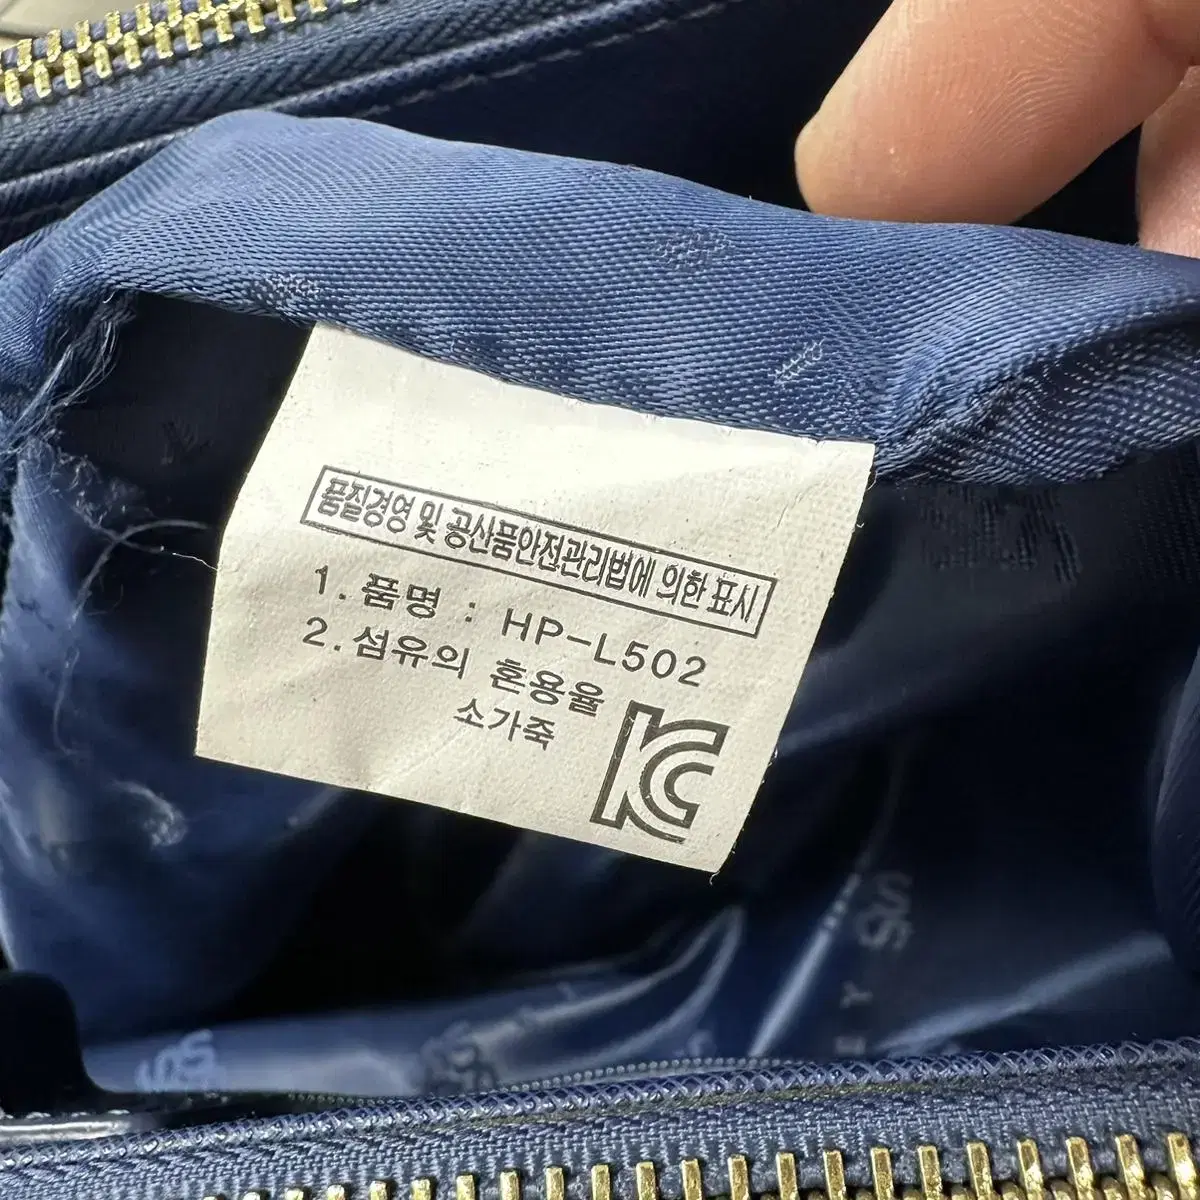 품질경영 및 공산품안전관리법에 의한 표시
1. 품명 : HP-L502
2. 섬유의 혼용율
소가죽